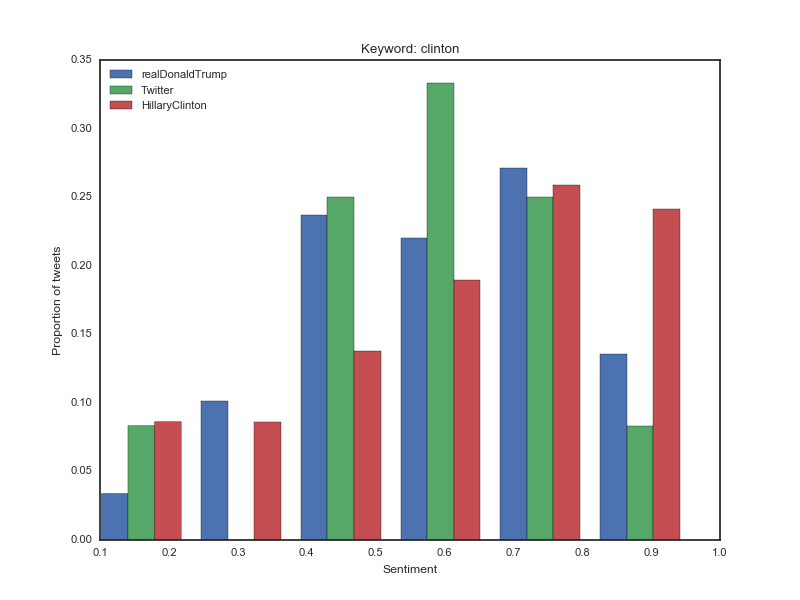 Keyword: clinton
realDonaldTrump
Twitter
HillaryClinton
Proportion of tweets
0.35
0.30
0.25
0.20
0.15
0.10
0.05
0.00
0.1 0.2 0.3 0.4 0.5 0.6 0.7 0.8 0.9 1.0
Sentiment